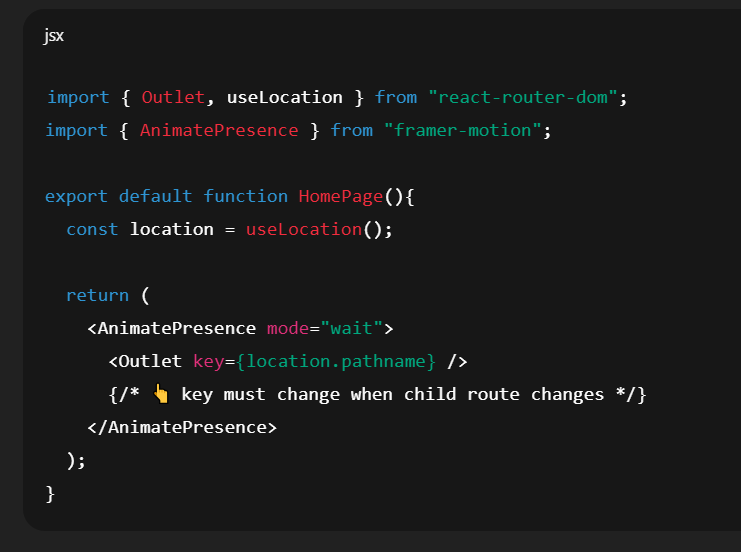 jsx
import { Outlet, useLocation } from "react-router-dom";
import { AnimatePresence } from "framer-motion";
export default function HomePage(){
const location = useLocation();
return (
<AnimatePresence mode="wait">
<Outlet key={location.pathname} />
{/* 👆 key must change when child route changes */}
</AnimatePresence>
);
}